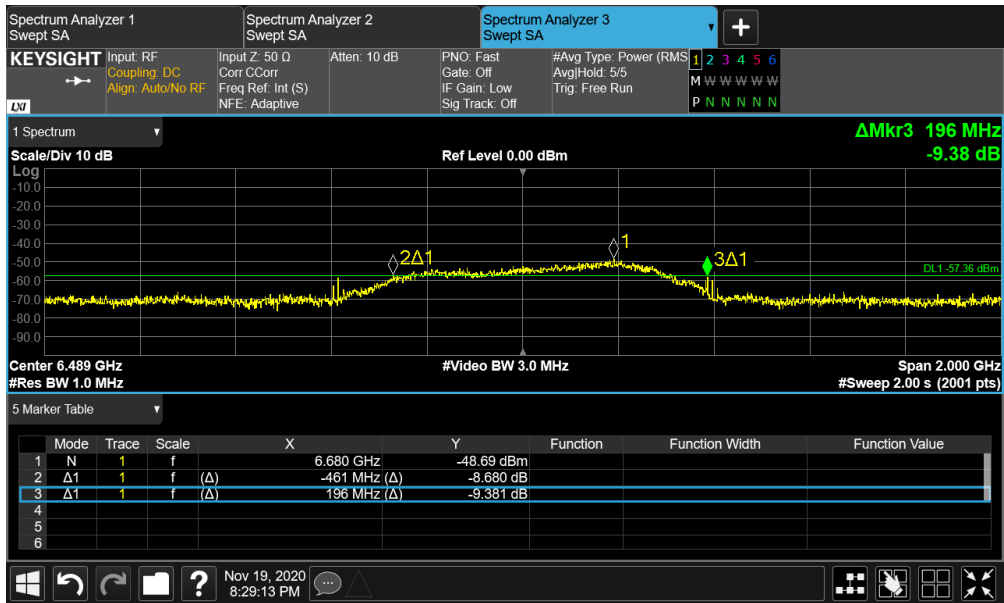 Spectrum Analyzer 1 Spectrum Analyzer 2 Spectrum Analyzer 3
Swept SA Swept SA Swept SA
KEYSIGHT Input: RF Input Z: 50 Ω Atten: 10 dB PNO: Fast #Avg Type: Power (RMS 1 2 3 4 5 6
Coupling: DC Corr CCorr Gate: Off Avg|Hold: 5/5 M W W W W W W
Align: Auto/No RF Freq Ref: Int (S) IF Gain: Low Trig: Free Run
LXI NFE: Adaptive Sig Track: Off P N N N N N
1 Spectrum ΔMkr3 196 MHz
Scale/Div 10 dB Ref Level 0.00 dBm -9.38 dB
Log
-10.0
-20.0
-30.0
-40.0
1
2Δ1 3Δ1
-50.0
DL1 -57.36 dBm
-60.0
-70.0
-80.0
-90.0
Center 6.489 GHz #Video BW 3.0 MHz Span 2.000 GHz
#Res BW 1.0 MHz #Sweep 2.00 s (2001 pts)
5 Marker Table
Mode Trace Scale X Y Function Function Width Function Value
1 N 1 f 6.680 GHz -48.69 dBm
2 Δ1 1 f (Δ) -461 MHz (Δ) -8.680 dB
3 Δ1 1 f (Δ) 196 MHz (Δ) -9.381 dB
4
5
6
? Nov 19, 2020
8:29:13 PM